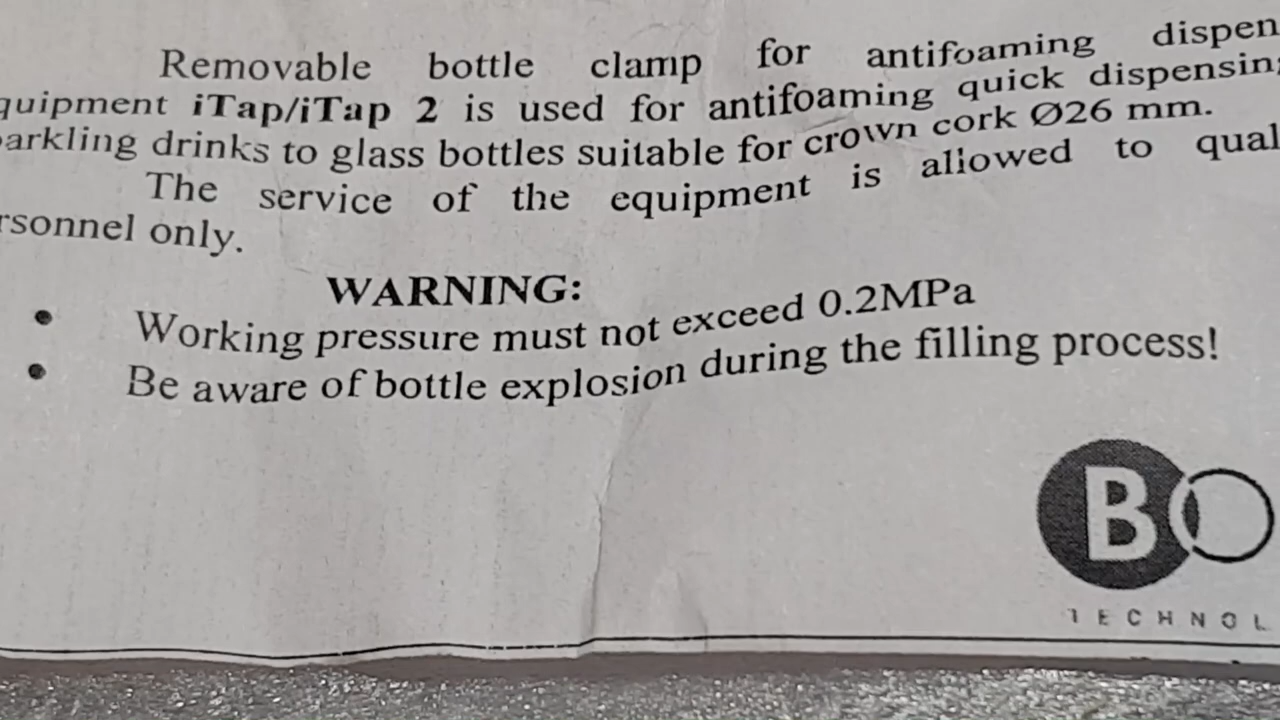 Removable bottle clamp for antifoaming dispen
quipment iTap/iTap 2 is used for antifoaming quick dispensing
arkling drinks to glass bottles suitable for crown cork Ø26 mm.
The service of the equipment is allowed to qual
rsonnel only.
WARNING:
• Working pressure must not exceed 0.2MPa
• Be aware of bottle explosion during the filling process!
BO
TECHNOL